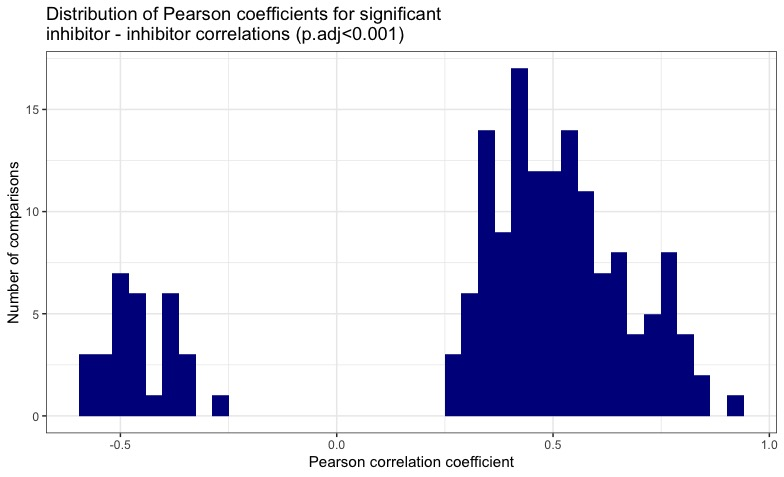 Distribution of Pearson coefficients for significant
inhibitor - inhibitor correlations (p.adj<0.001)
Number of comparisons
15
10
5
0
-0.5
0.0
0.5
1.0
Pearson correlation coefficient